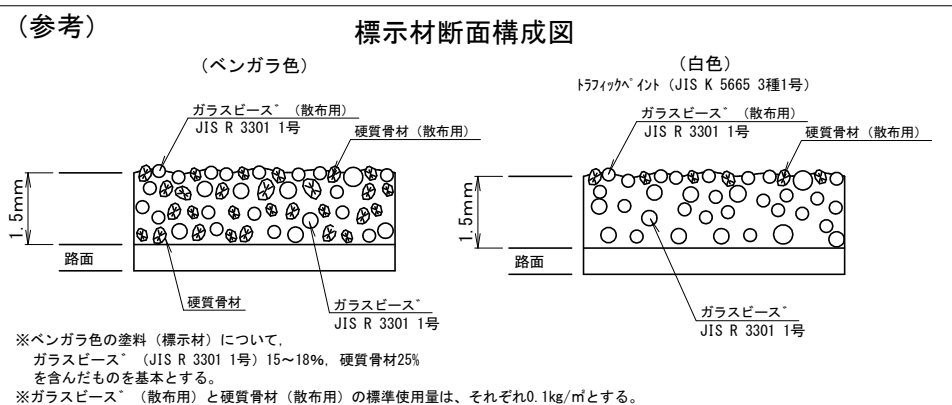 (参考)
標示材断面構成図
(ベンガラ色)
ガラスビーズ (散布用)
JIS R 3301 1号
硬質骨材(散布用)
1.5mm
路面
硬質骨材
ガラスビーズ
JIS R 3301 1号
(白色)
トラフィックペイント (JIS K 5665 3種1号)
ガラスビーズ (散布用)
JIS R 3301 1号
硬質骨材(散布用)
1.5mm
路面
ガラスビーズ
JIS R 3301 1号
※ベンガラ色の塗料(標示材)について,
ガラスビーズ (JIS R 3301 1号) 15~18%, 硬質骨材25%
を含んだものを基本とする。
※ガラスビーズ (散布用) と硬質骨材(散布用) の標準使用量は、それぞれ0.1kg/㎡とする。